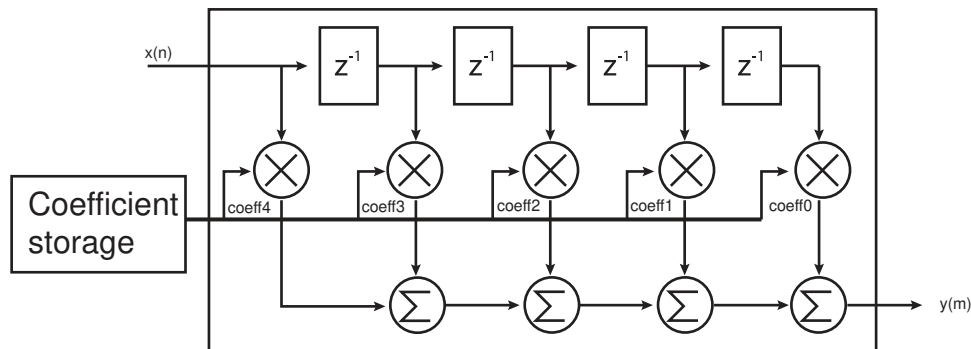 x(n)
z⁻¹
z⁻¹
z⁻¹
z⁻¹
coeff4
coeff3
coeff2
coeff1
coeff0
Coefficient
storage
Σ
Σ
Σ
Σ
y(m)